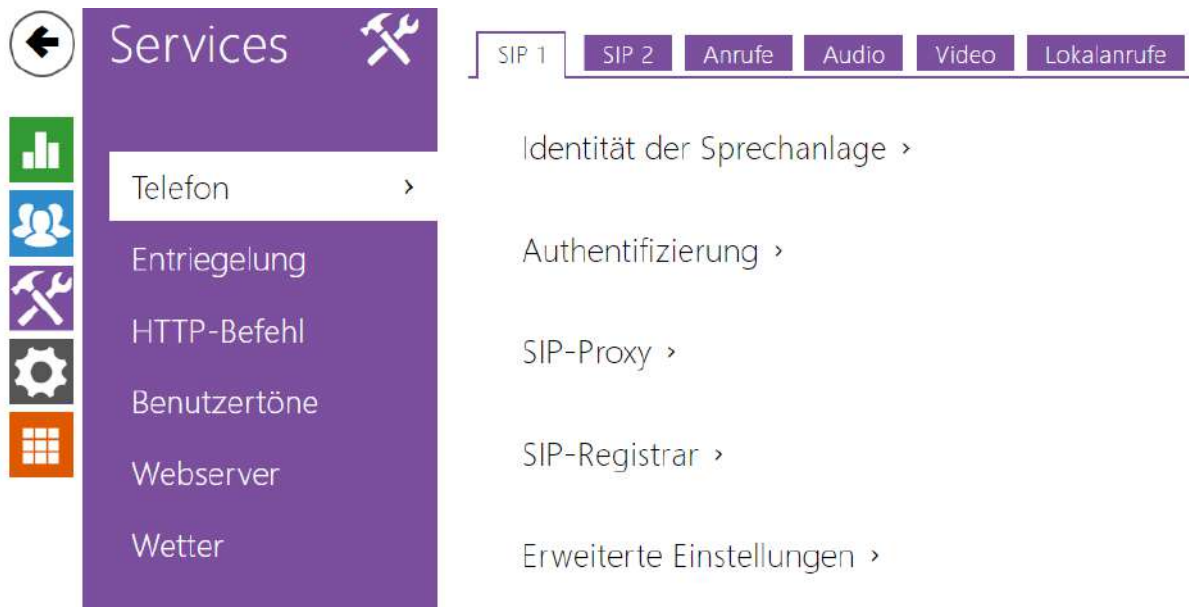 Services
Telefon
Entriegelung
HTTP-Befehl
Benutzertöne
Webserver
Wetter
SIP 1 SIP 2 Anrufe Audio Video Lokalanrufe
Identität der Sprechanlage
Authentifizierung
SIP-Proxy
SIP-Registrar
Erweiterte Einstellungen